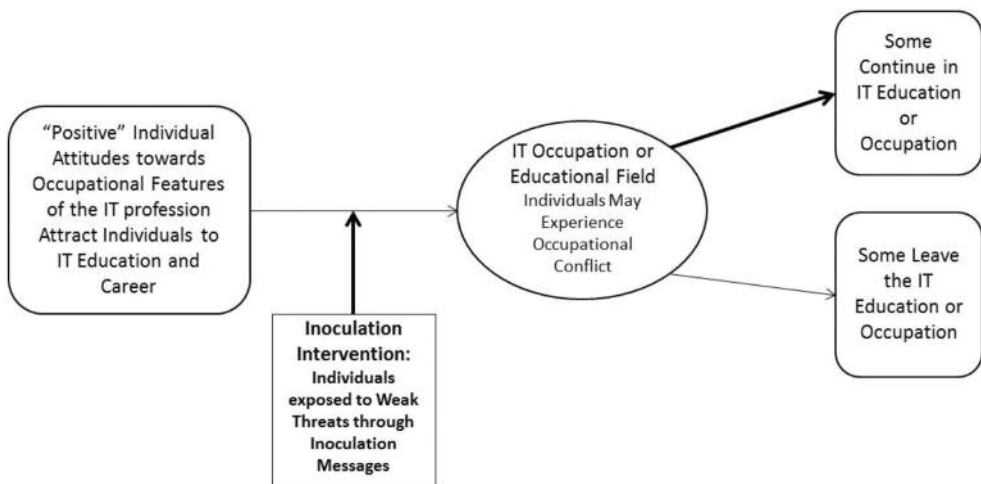 “Positive” Individual
Attitudes towards
Occupational Features
of the IT profession
Attract Individuals to
IT Education and
Career
Inoculation
Intervention:
Individuals
exposed to Weak
Threats through
Inoculation
Messages
IT Occupation or
Educational Field
Individuals May
Experience
Occupational
Conflict
Some
Continue in
IT Education
or
Occupation
Some Leave
the IT
Education or
Occupation